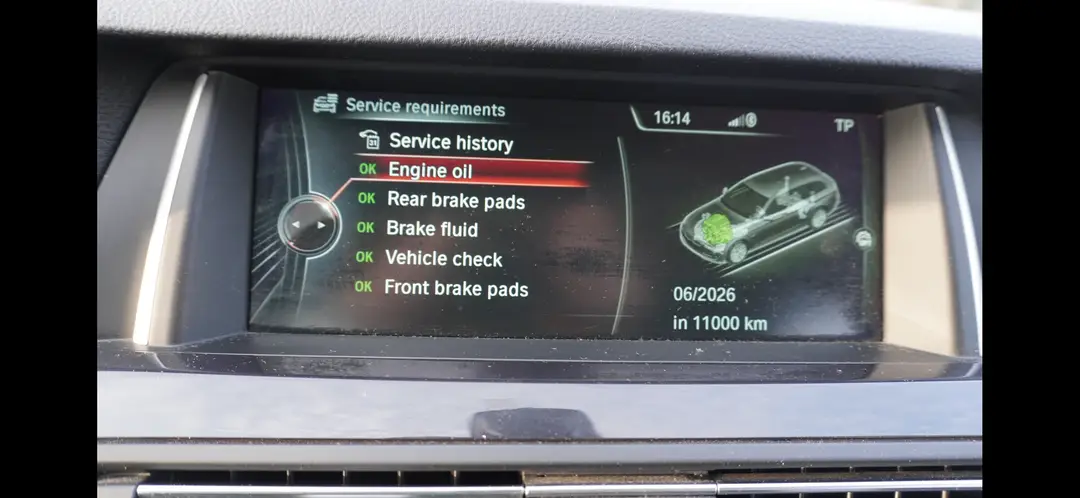 Service requirements
16:14
TP
Service history
OK Engine oil
OK Rear brake pads
OK Brake fluid
OK Vehicle check
OK Front brake pads
06/2026
in 11000 km